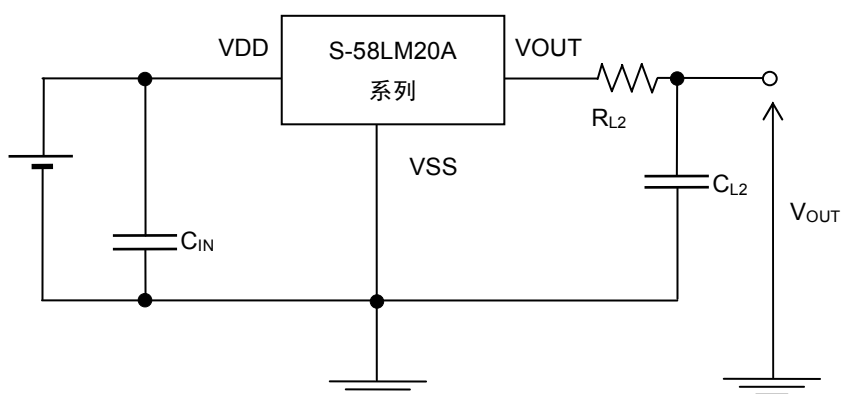 VDD
S-58LM20A
系列
VOUT
RL2
VSS
CL2
VOUT
CIN